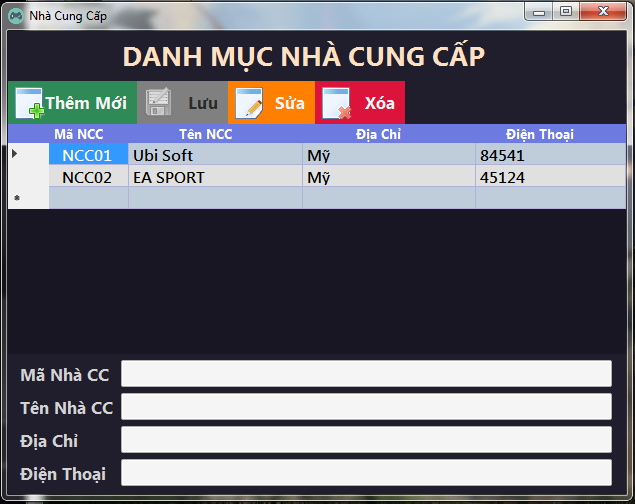 Nhà Cung Cấp
DANH MỤC NHÀ CUNG CẤP
Thêm Mới Lưu Sửa Xóa
Mã NCC Tên NCC Địa Chỉ Điện Thoại
NCC01 Ubi Soft Mỹ 84541
NCC02 EA SPORT Mỹ 45124
Mã Nhà CC
Tên Nhà CC
Địa Chỉ
Điện Thoại